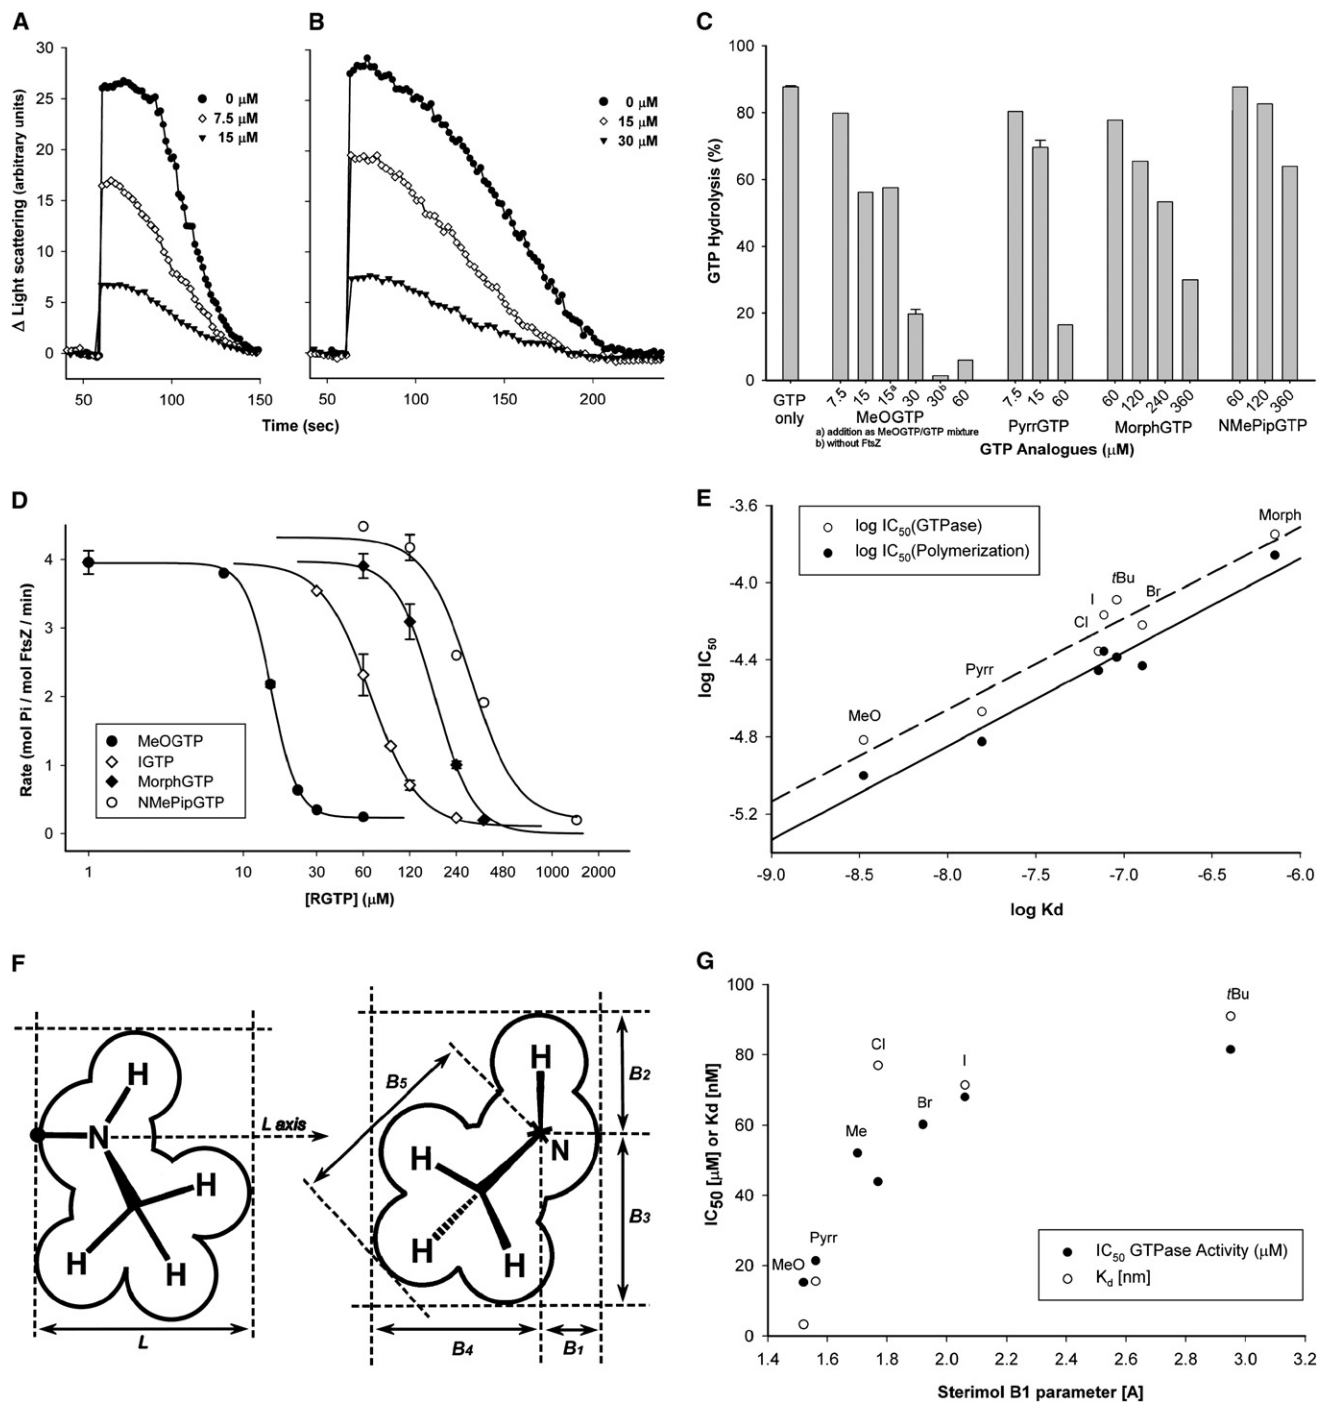 A
B
Δ Light scattering (arbitrary units)
30
25
20
15
10
5
0
0 μM
7.5 μM
15 μM
0 μM
15 μM
30 μM
50 100 150
50 100 150 200
Time (sec)
C
GTP Hydrolysis (%)
100
80
60
40
20
0
GTP only
7.5 15 15a 30 30b 60
MeOGTP
a) addition as MeOGTP/GTP mixture
b) without FtsZ
7.5 15 60
PyrrGTP
60 120 240 360
MorphGTP
60 120 360
NMePipGTP
GTP Analogues (μM)
D
Rate (mol Pi / mol FtsZ / min)
4
3
2
1
0
MeOGTP
IGTP
MorphGTP
NMePipGTP
1 10 30 60 120 240 480 1000 2000
[RGTP] (μM)
E
log IC50
-3.6
-4.0
-4.4
-4.8
-5.2
log IC50(GTPase)
log IC50(Polymerization)
Morph
tBu
I
Br
Cl
Pyrr
MeO
-9.0 -8.5 -8.0 -7.5 -7.0 -6.5 -6.0
log Kd
F
H
N
L axis
H
H
H
L
B5
H
B2
N
H
H
H
B3
B4
B1
G
IC50 [μM] or Kd [nM]
100
80
60
40
20
0
tBu
Cl
I
Br
Me
Pyrr
MeO
IC50 GTPase Activity (μM)
Kd [nm]
1.4 1.6 1.8 2.0 2.2 2.4 2.6 2.8 3.0 3.2
Sterimol B1 parameter [A]